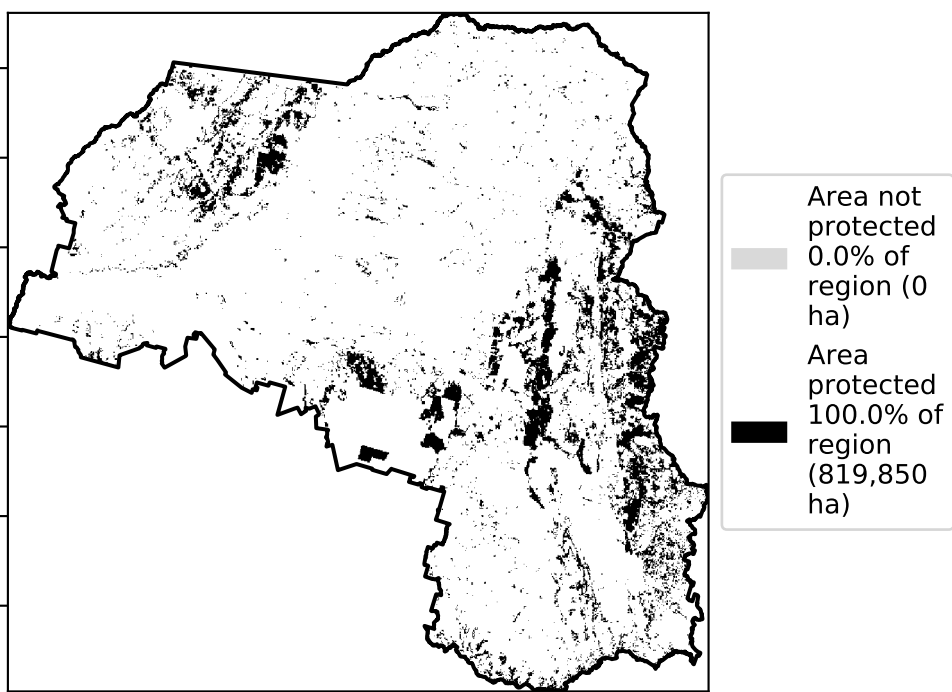 Area not
protected
0.0% of
region (0
ha)
Area
protected
100.0% of
region
(819,850
ha)